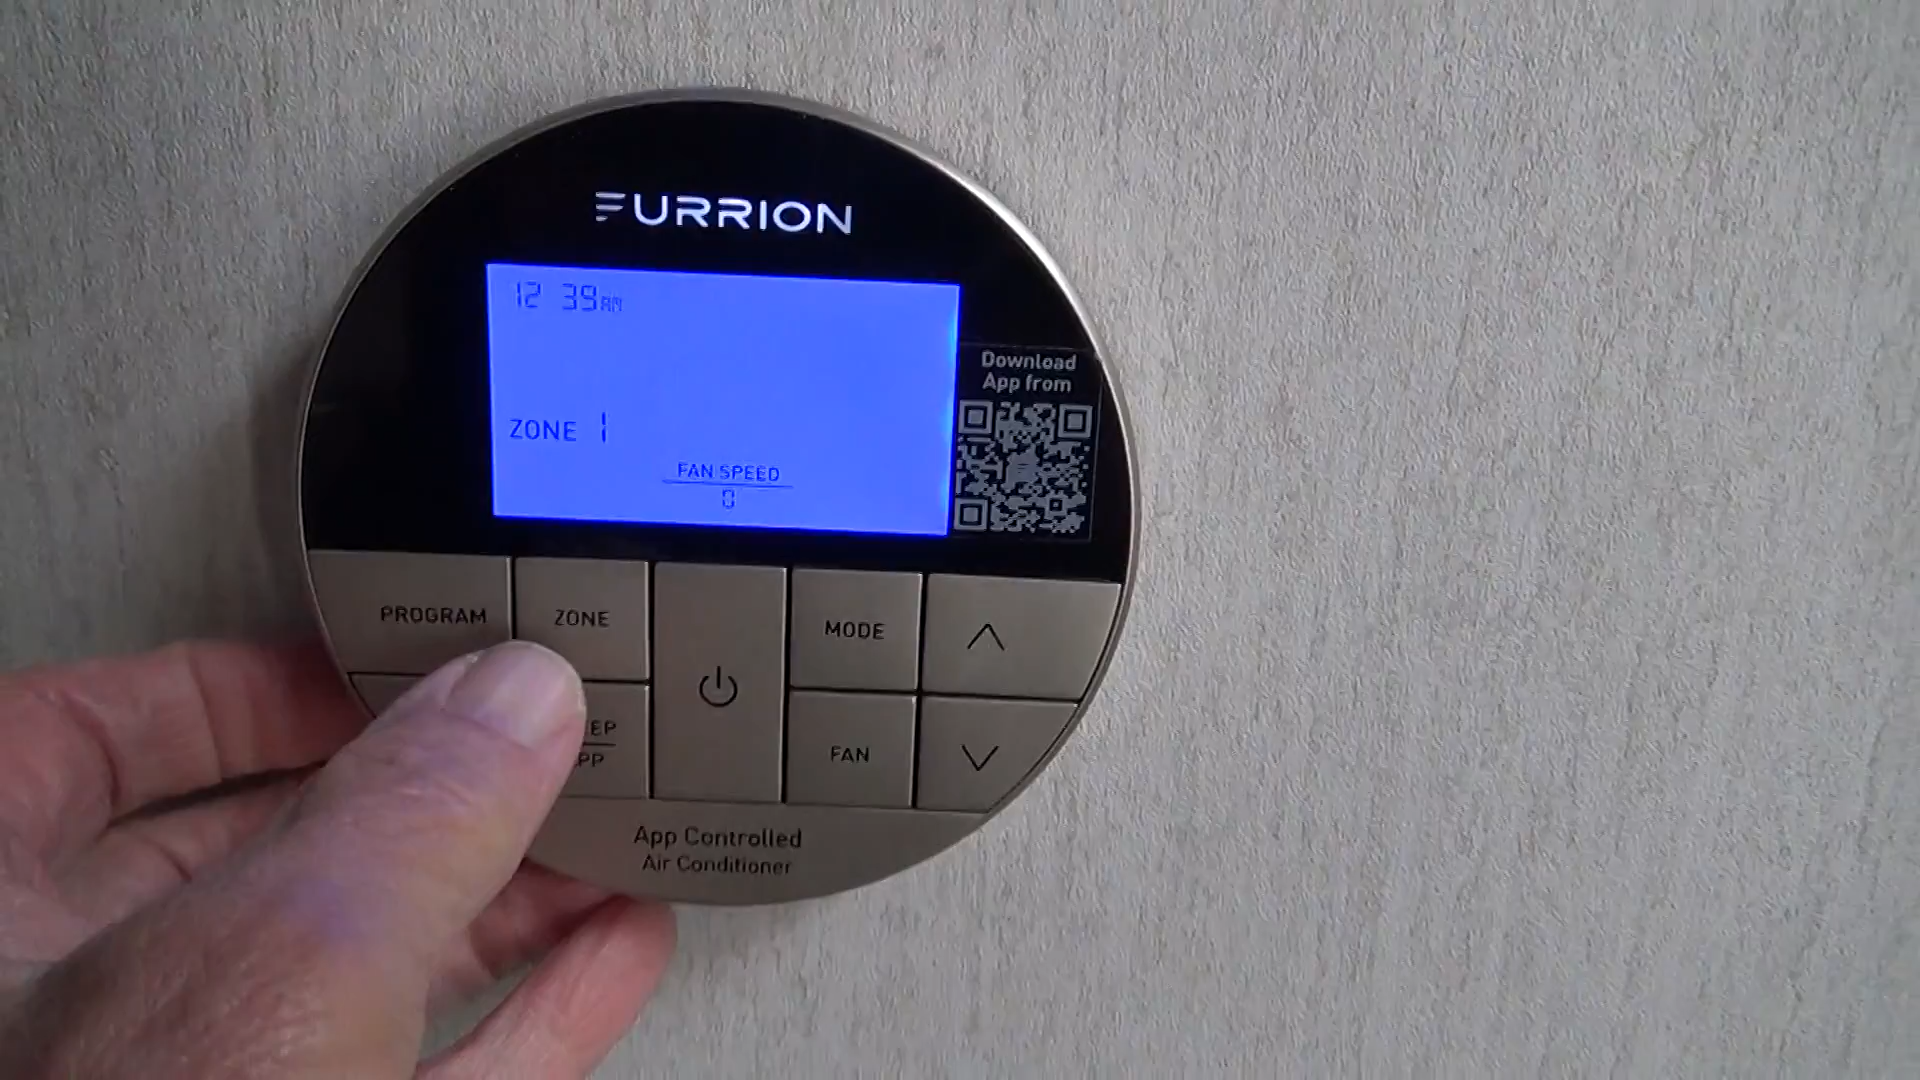 FURRION
12 39AM
Download
App from
ZONE 1
FAN SPEED
0
PROGRAM
ZONE
MODE
FAN
App Controlled
Air Conditioner